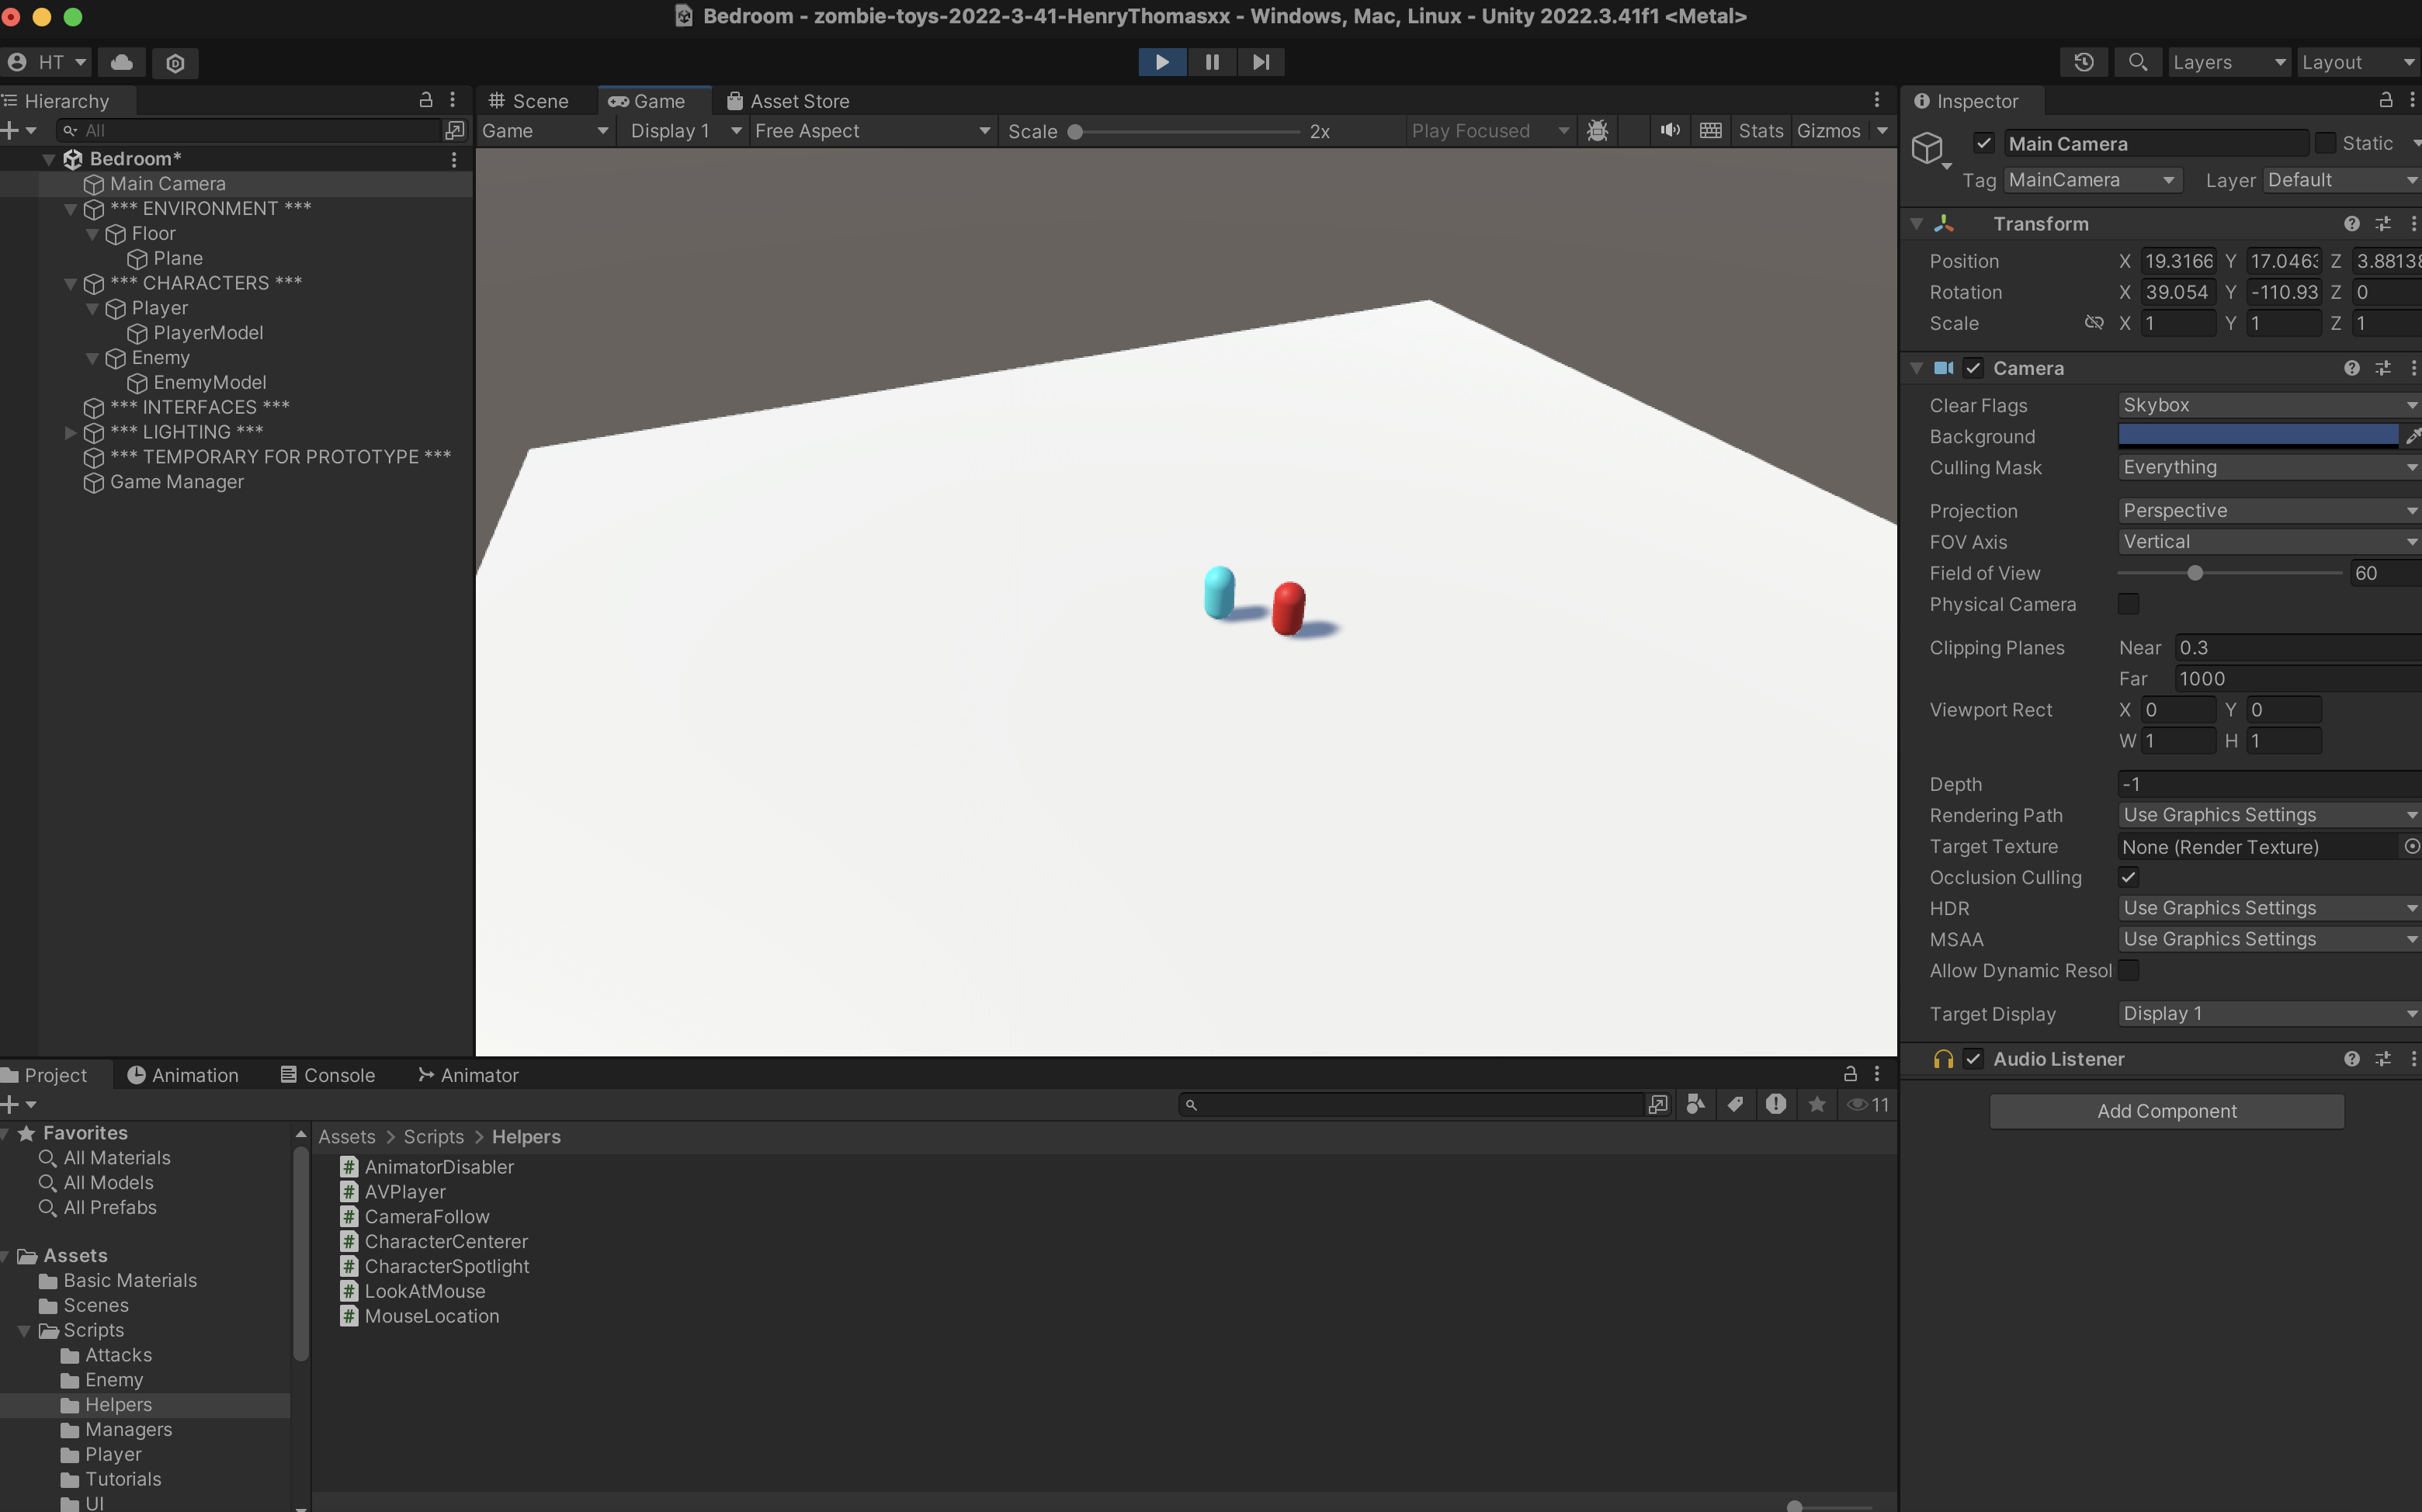 Bedroom - zombie-toys-2022-3-41-HenryThomasxx - Windows, Mac, Linux - Unity 2022.3.41f1 <Metal>
HT
Layers
Layout
Hierarchy
All
Bedroom*
Main Camera
*** ENVIRONMENT ***
Floor
Plane
*** CHARACTERS ***
Player
PlayerModel
Enemy
EnemyModel
*** INTERFACES ***
*** LIGHTING ***
*** TEMPORARY FOR PROTOTYPE ***
Game Manager
Scene
Game
Asset Store
Game
Display 1
Free Aspect
Scale
2x
Play Focused
Stats
Gizmos
Inspector
Main Camera
Static
Tag MainCamera
Layer Default
Transform
Position X 19.3166 Y 17.0463 Z 3.88138
Rotation X 39.054 Y -110.93 Z 0
Scale X 1 Y 1 Z 1
Camera
Clear Flags Skybox
Background
Culling Mask Everything
Projection Perspective
FOV Axis Vertical
Field of View 60
Physical Camera
Clipping Planes Near 0.3
Far 1000
Viewport Rect X 0 Y 0
W 1 H 1
Depth -1
Rendering Path Use Graphics Settings
Target Texture None (Render Texture)
Occlusion Culling
HDR Use Graphics Settings
MSAA Use Graphics Settings
Allow Dynamic Resol
Target Display Display 1
Audio Listener
Add Component
Project
Animation
Console
Animator
11
Favorites
All Materials
All Models
All Prefabs
Assets
Basic Materials
Scenes
Scripts
Attacks
Enemy
Helpers
Managers
Player
Tutorials
UI
Assets > Scripts > Helpers
AnimatorDisabler
AVPlayer
CameraFollow
CharacterCenterer
CharacterSpotlight
LookAtMouse
MouseLocation